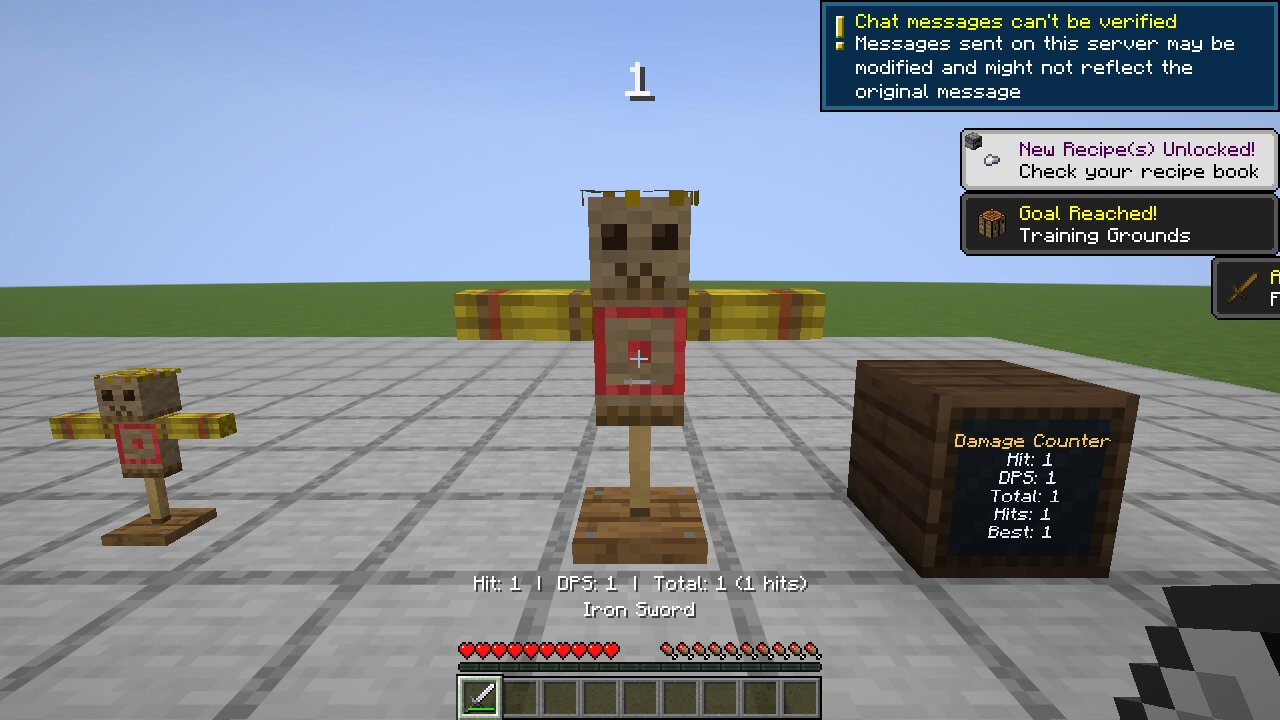 Chat messages can't be verified
Messages sent on this server may be
modified and might not reflect the
original message
1
New Recipe(s) Unlocked!
Check your recipe book
Goal Reached!
Training Grounds
Damage Counter
Hit: 1
DPS: 1
Total: 1
Hits: 1
Best: 1
Hit: 1 | DPS: 1 | Total: 1 (1 hits)
Iron Sword